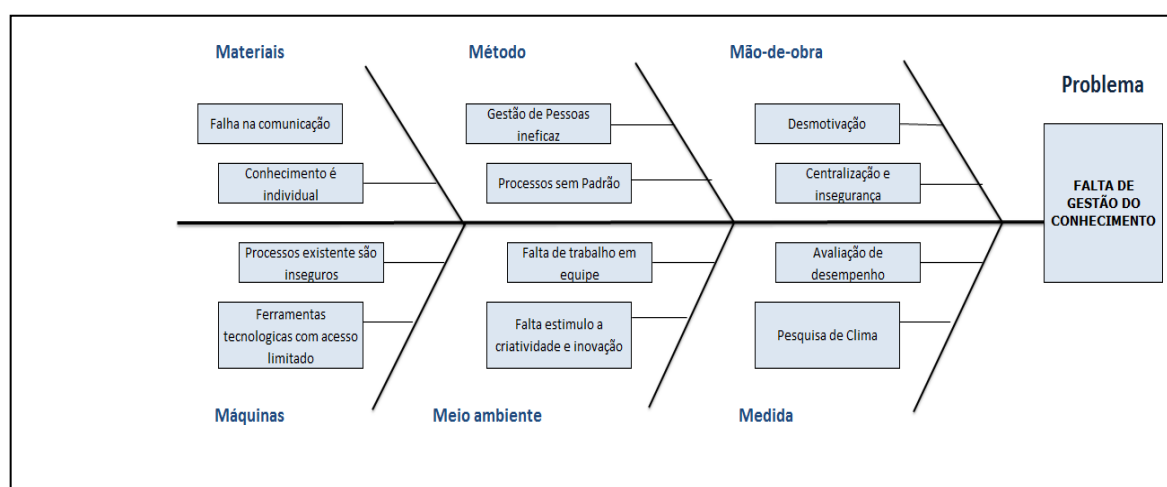 Materiais
Método
Mão-de-obra
Problema
Falha na comunicação
Gestão de Pessoas
ineficaz
Desmotivação
Conhecimento é
individual
Processos sem Padrão
Centralização e
insegurança
FALTA DE
GESTÃO DO
CONHECIMENTO
Processos existente são
inseguros
Falta de trabalho em
equipe
Avaliação de
desempenho
Ferramentas
tecnologicas com acesso
limitado
Falta estimulo a
criatividade e inovação
Pesquisa de Clima
Máquinas
Meio ambiente
Medida